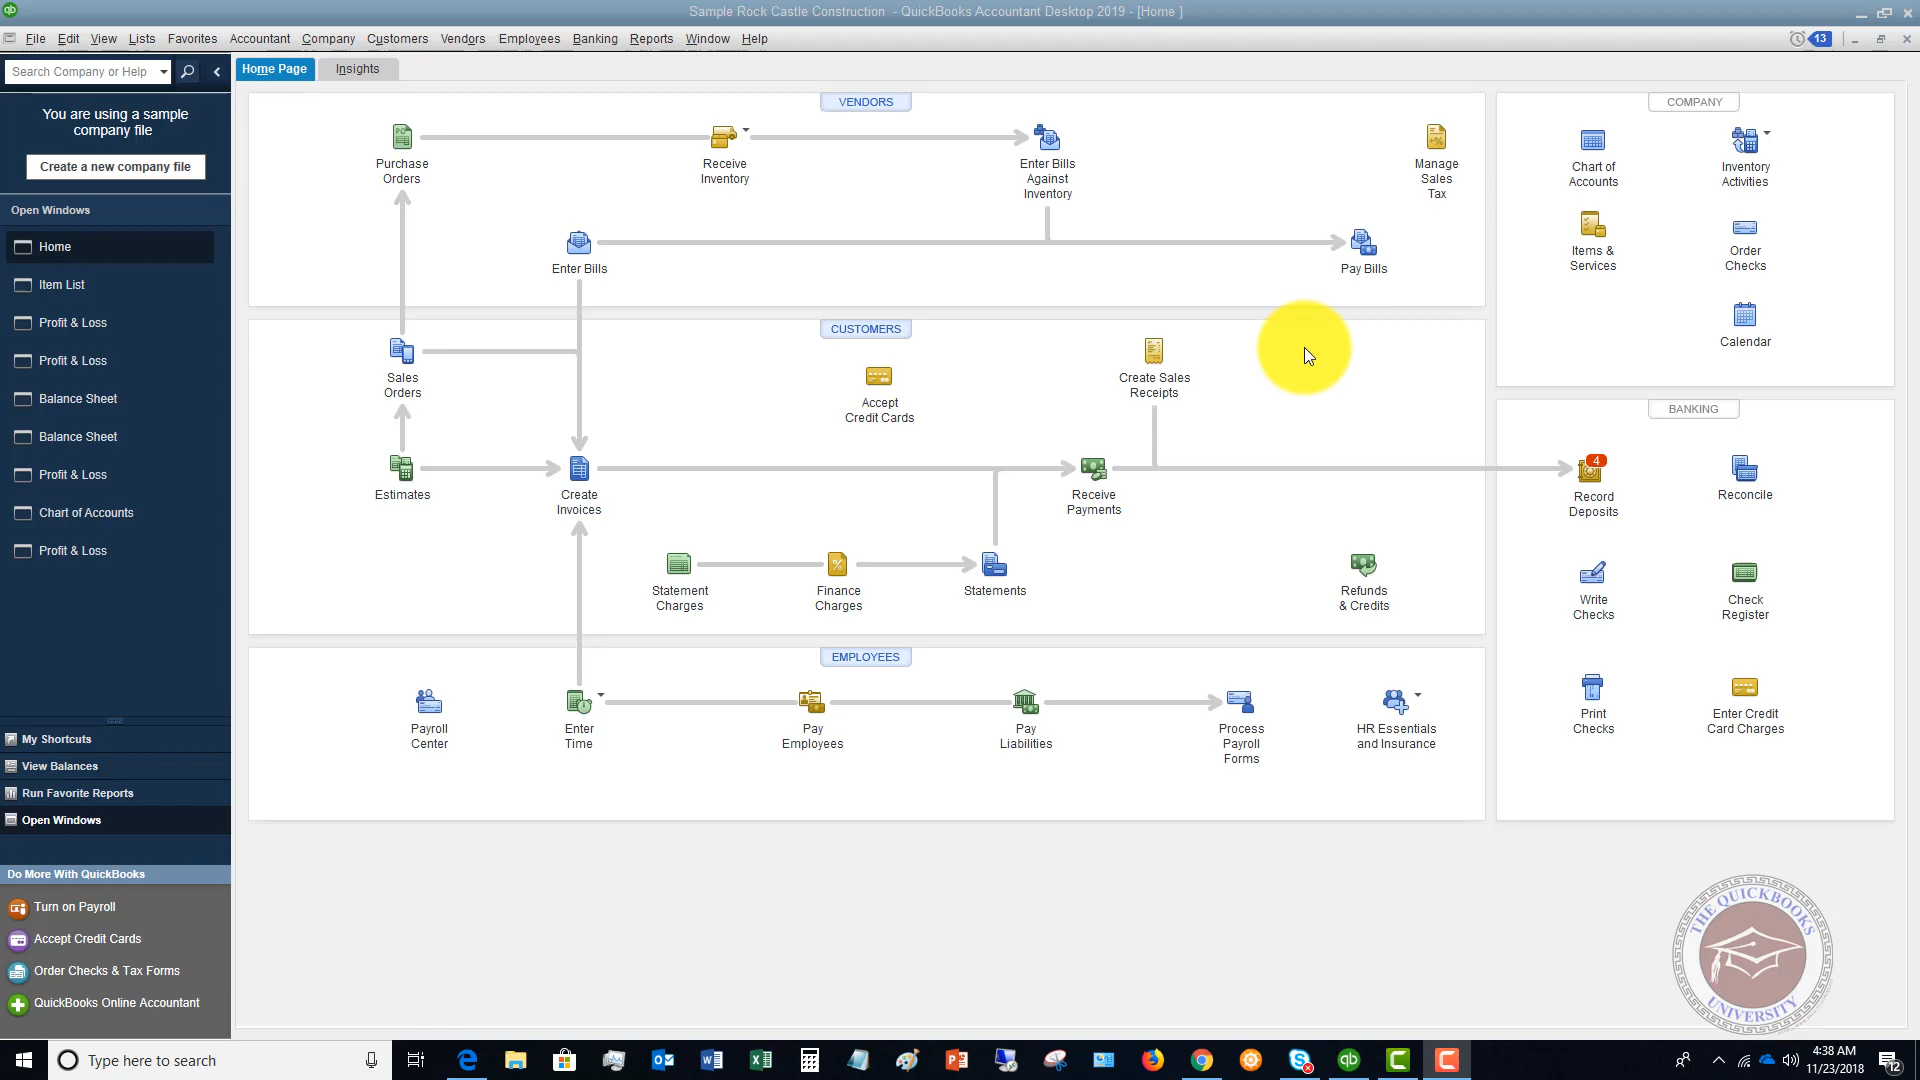 Sample Rock Castle Construction - QuickBooks Accountant Desktop 2019 - [Home ]
File Edit View Lists Favorites Accountant Company Customers Vendors Employees Banking Reports Window Help
13
Search Company or Help
Home Page
Insights
You are using a sample
company file
Create a new company file
Open Windows
Home
Item List
Profit & Loss
Profit & Loss
Balance Sheet
Balance Sheet
Profit & Loss
Chart of Accounts
Profit & Loss
My Shortcuts
View Balances
Run Favorite Reports
Open Windows
Do More With QuickBooks
Turn on Payroll
Accept Credit Cards
Order Checks & Tax Forms
QuickBooks Online Accountant
VENDORS
Purchase
Orders
Receive
Inventory
Enter Bills
Against
Inventory
Manage
Sales
Tax
Enter Bills
Pay Bills
CUSTOMERS
Sales
Orders
Accept
Credit Cards
Create Sales
Receipts
Estimates
Create
Invoices
Receive
Payments
Statement
Charges
Finance
Charges
Statements
Refunds
& Credits
EMPLOYEES
Payroll
Center
Enter
Time
Pay
Employees
Pay
Liabilities
Process
Payroll
Forms
HR Essentials
and Insurance
COMPANY
Chart of
Accounts
Inventory
Activities
Items &
Services
Order
Checks
Calendar
BANKING
4
Record
Deposits
Reconcile
Write
Checks
Check
Register
Print
Checks
Enter Credit
Card Charges
THE QUICKBOOKS
UNIVERSITY
Type here to search
4:38 AM
11/23/2018
12